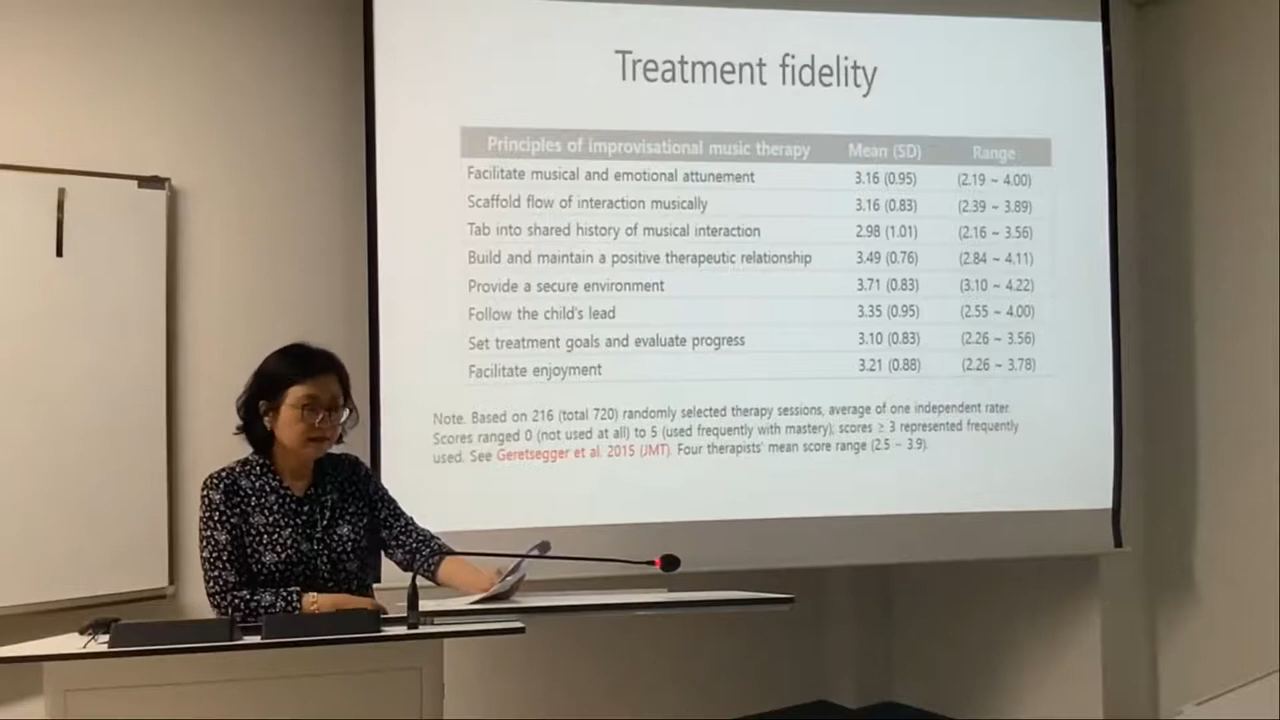 Treatment fidelity
Principles of improvisational music therapy Mean (SD) Range
Facilitate musical and emotional attunement 3.16 (0.95) (2.19 ~ 4.00)
Scaffold flow of interaction musically 3.16 (0.83) (2.39 ~ 3.89)
Tab into shared history of musical interaction 2.98 (1.01) (2.16 ~ 3.56)
Build and maintain a positive therapeutic relationship 3.49 (0.76) (2.84 ~ 4.11)
Provide a secure environment 3.71 (0.83) (3.10 ~ 4.22)
Follow the child's lead 3.35 (0.95) (2.55 ~ 4.00)
Set treatment goals and evaluate progress 3.10 (0.83) (2.26 ~ 3.56)
Facilitate enjoyment 3.21 (0.88) (2.26 ~ 3.78)
Note. Based on 216 (total 720) randomly selected therapy sessions, average of one independent rater.
Scores ranged 0 (not used at all) to 5 (used frequently with mastery); scores ≥ 3 represented frequently
used. See Geretsegger et al. 2015 (JMT). Four therapists' mean score range (2.5 ~ 3.9).